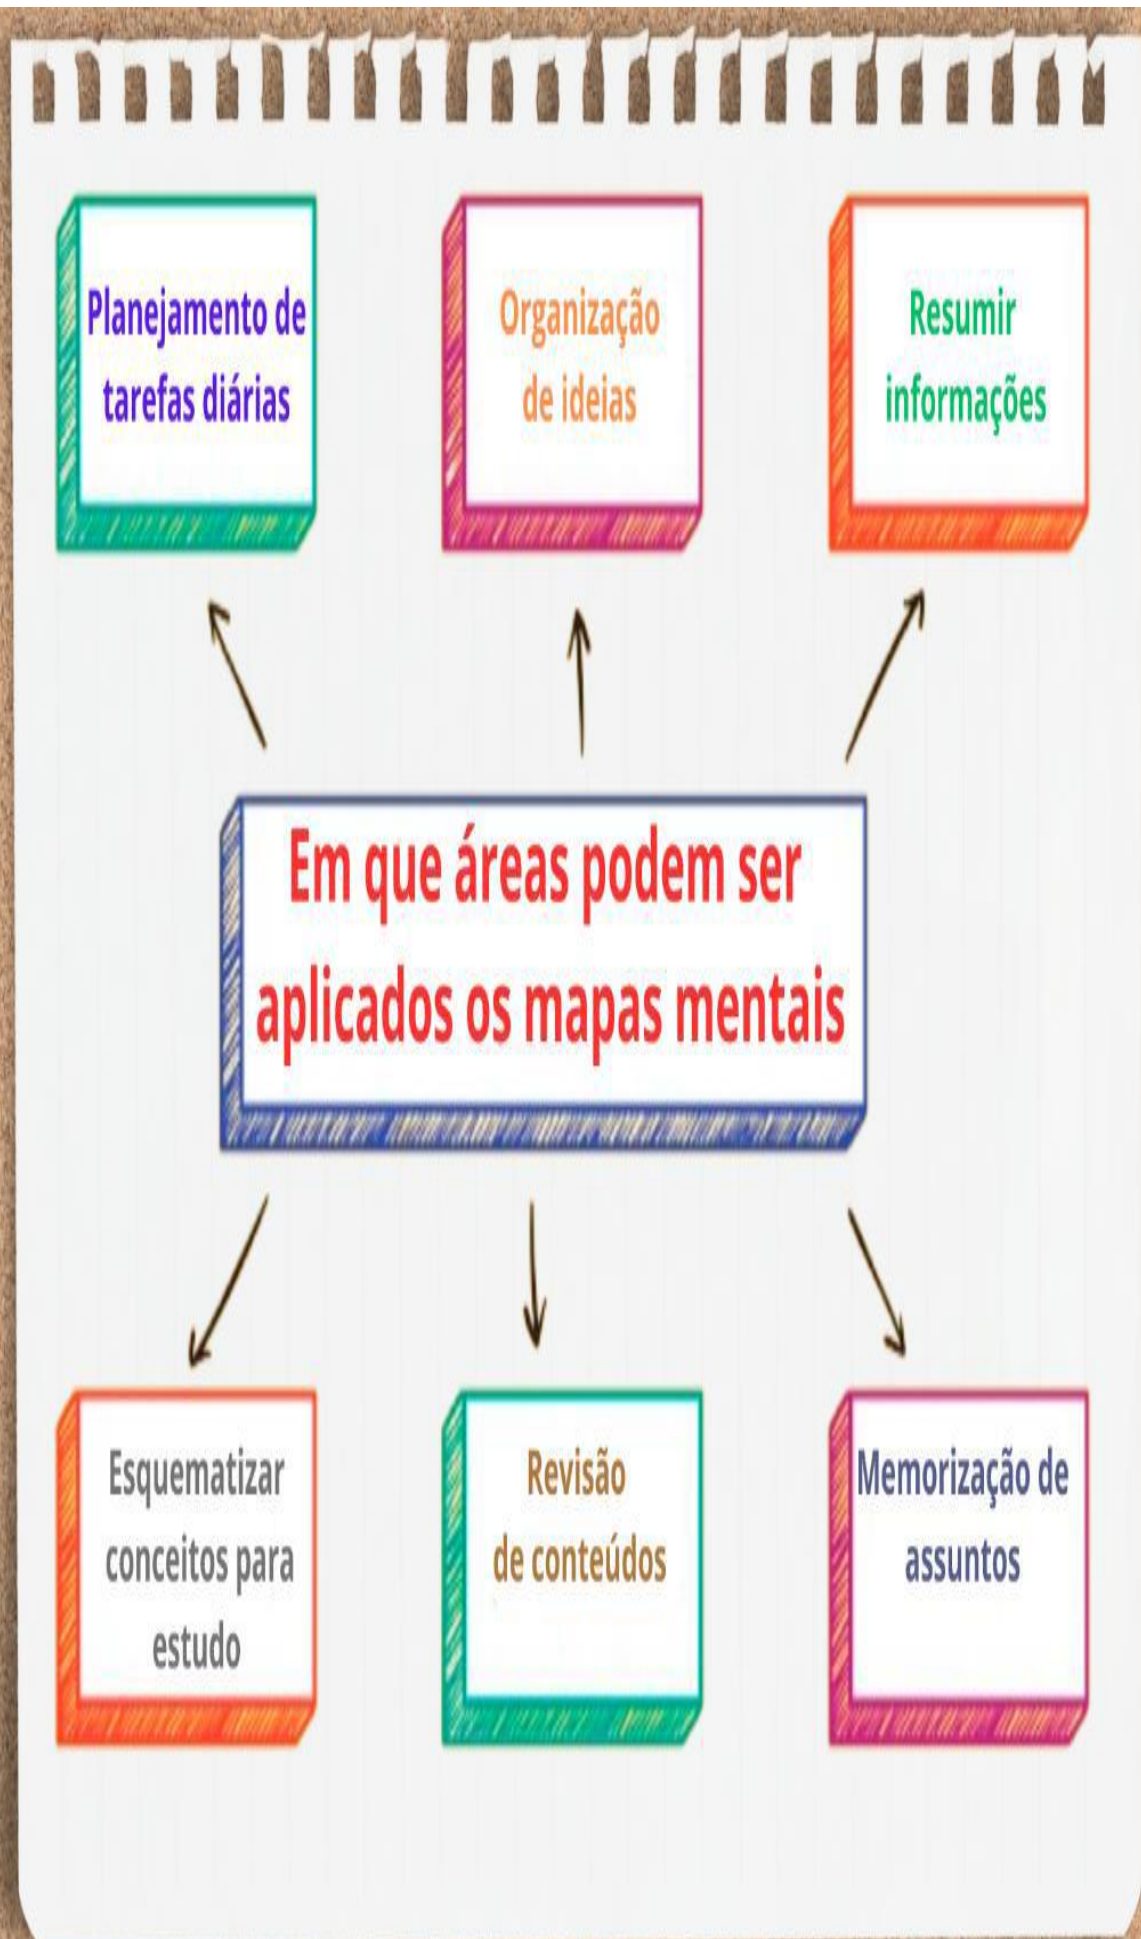 Planejamento de
tarefas diárias
Organização
de ideias
Resumir
informações
Em que áreas podem ser
aplicados os mapas mentais
Esquematizar
conceitos para
estudo
Revisão
de conteúdos
Memorização de
assuntos